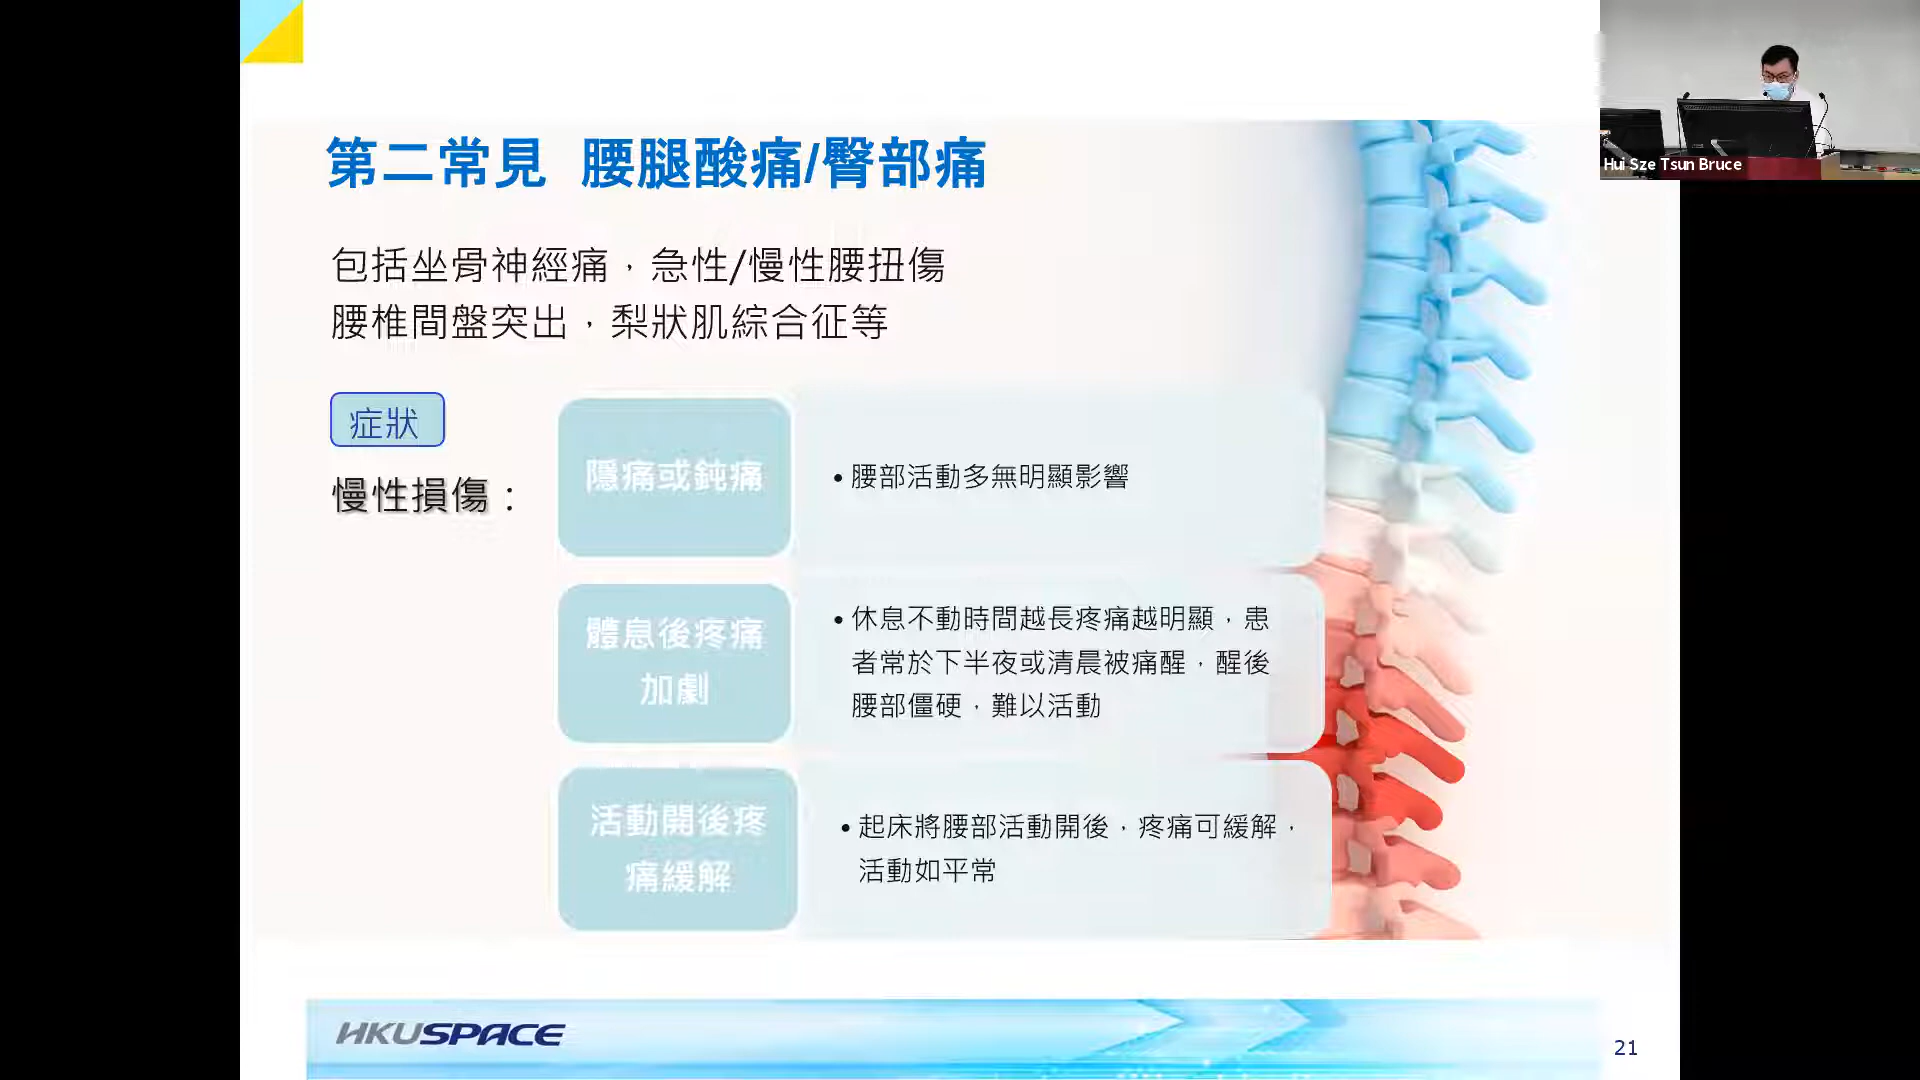 第二常見 腰腿酸痛/臀部痛
包括坐骨神經痛，急性/慢性腰扭傷
腰椎間盤突出，梨狀肌綜合征等
症狀
慢性損傷：
隱痛或鈍痛
• 腰部活動多無明顯影響
體息後疼痛
加劇
• 休息不動時間越長疼痛越明顯，患
者常於下半夜或清晨被痛醒，醒後
腰部僵硬，難以活動
活動開後疼
痛緩解
• 起床將腰部活動開後，疼痛可緩解，
活動如平常
HKUSPACE
21
Hui Sze Tsun Bruce